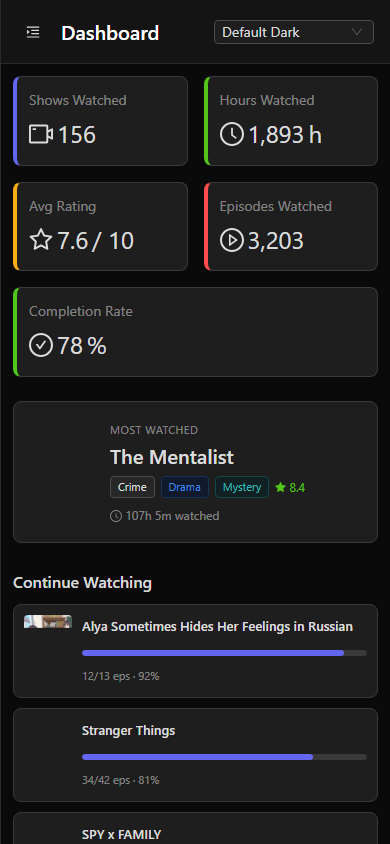 Dashboard
Default Dark
Shows Watched
156
Hours Watched
1,893 h
Avg Rating
7.6 / 10
Episodes Watched
3,203
Completion Rate
78 %
MOST WATCHED
The Mentalist
Crime Drama Mystery 8.4
107h 5m watched
Continue Watching
Alya Sometimes Hides Her Feelings in Russian
12/13 eps · 92%
Stranger Things
34/42 eps · 81%
SPY x FAMILY